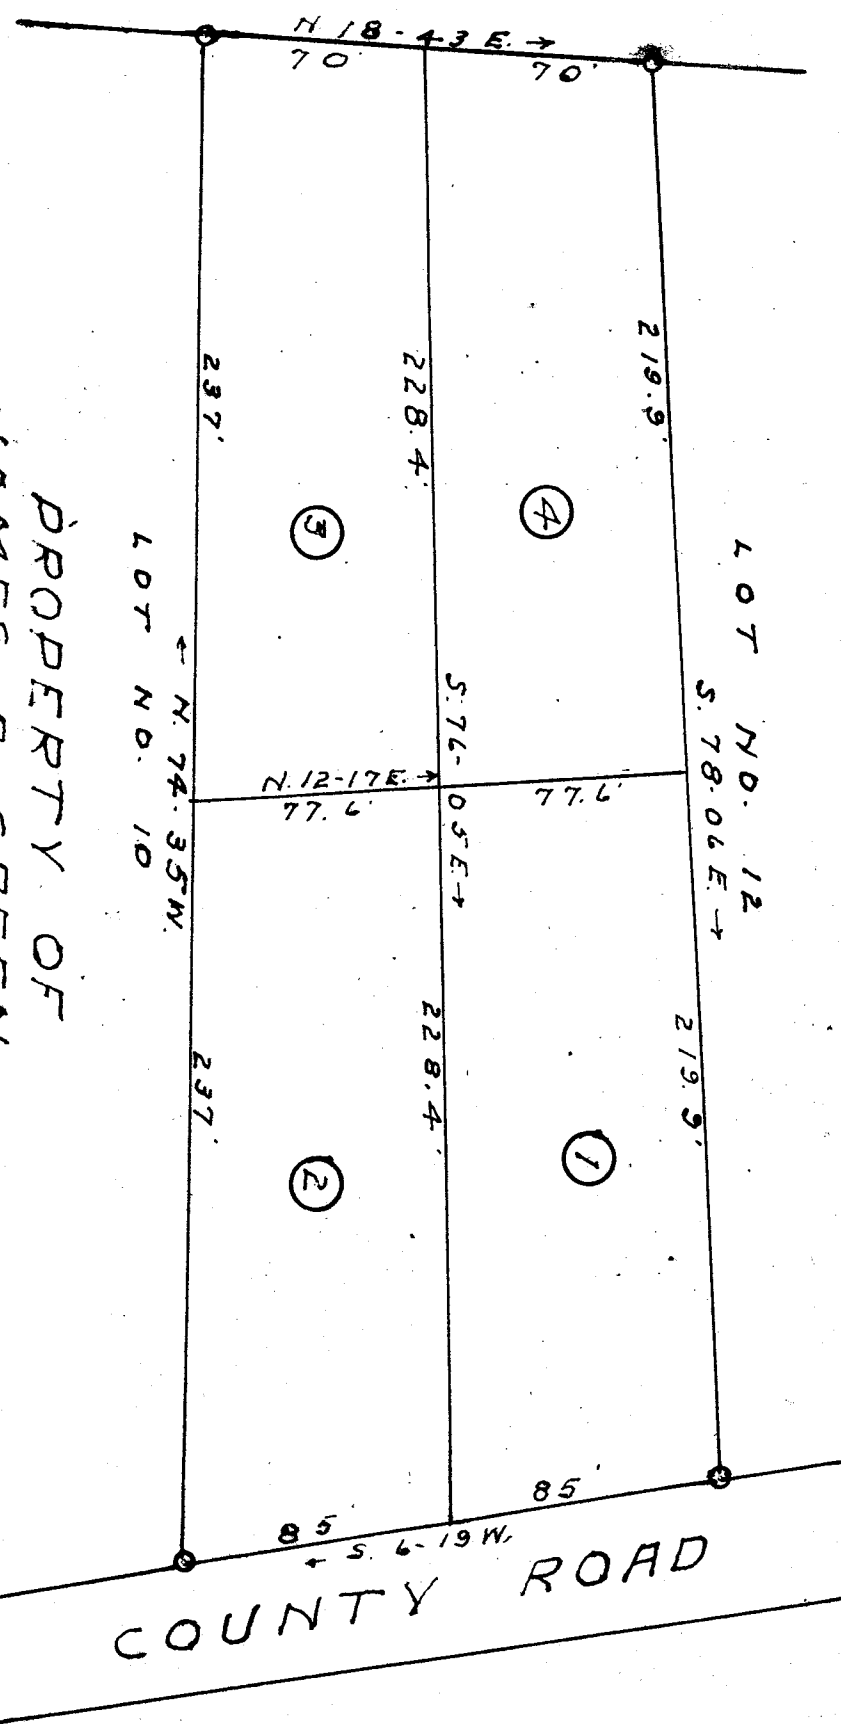 N. 18-43 E. →
70'
70'
219.9'
228.4'
237'
④
③
LOT NO. 12
S. 78-06 E →
S. 76-05 E →
← N. 74-35 W.
LOT NO. 10
N. 12-17 E. →
77.6'
77.6'
PROPERTY OF
219.9'
228.4'
237'
①
②
85'
85
← S. 6-19 W.
COUNTY ROAD